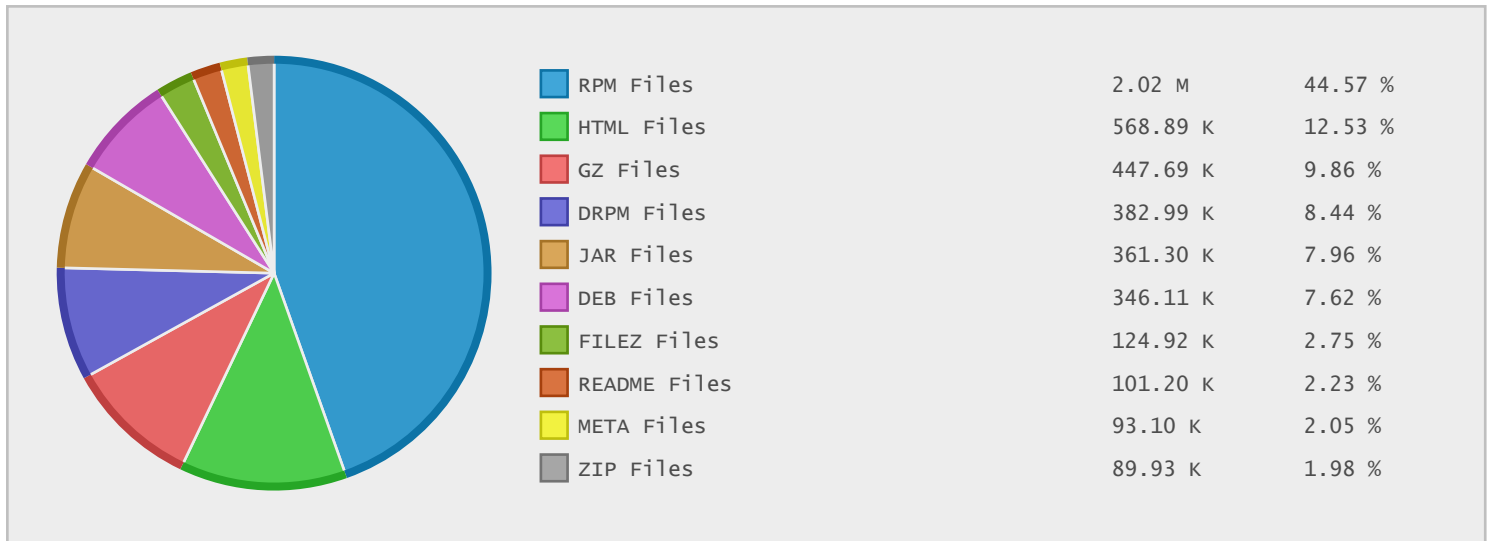 RPM Files 2.02 M 44.57 %
HTML Files 568.89 K 12.53 %
GZ Files 447.69 K 9.86 %
DRPM Files 382.99 K 8.44 %
JAR Files 361.30 K 7.96 %
DEB Files 346.11 K 7.62 %
FILEZ Files 124.92 K 2.75 %
README Files 101.20 K 2.23 %
META Files 93.10 K 2.05 %
ZIP Files 89.93 K 1.98 %